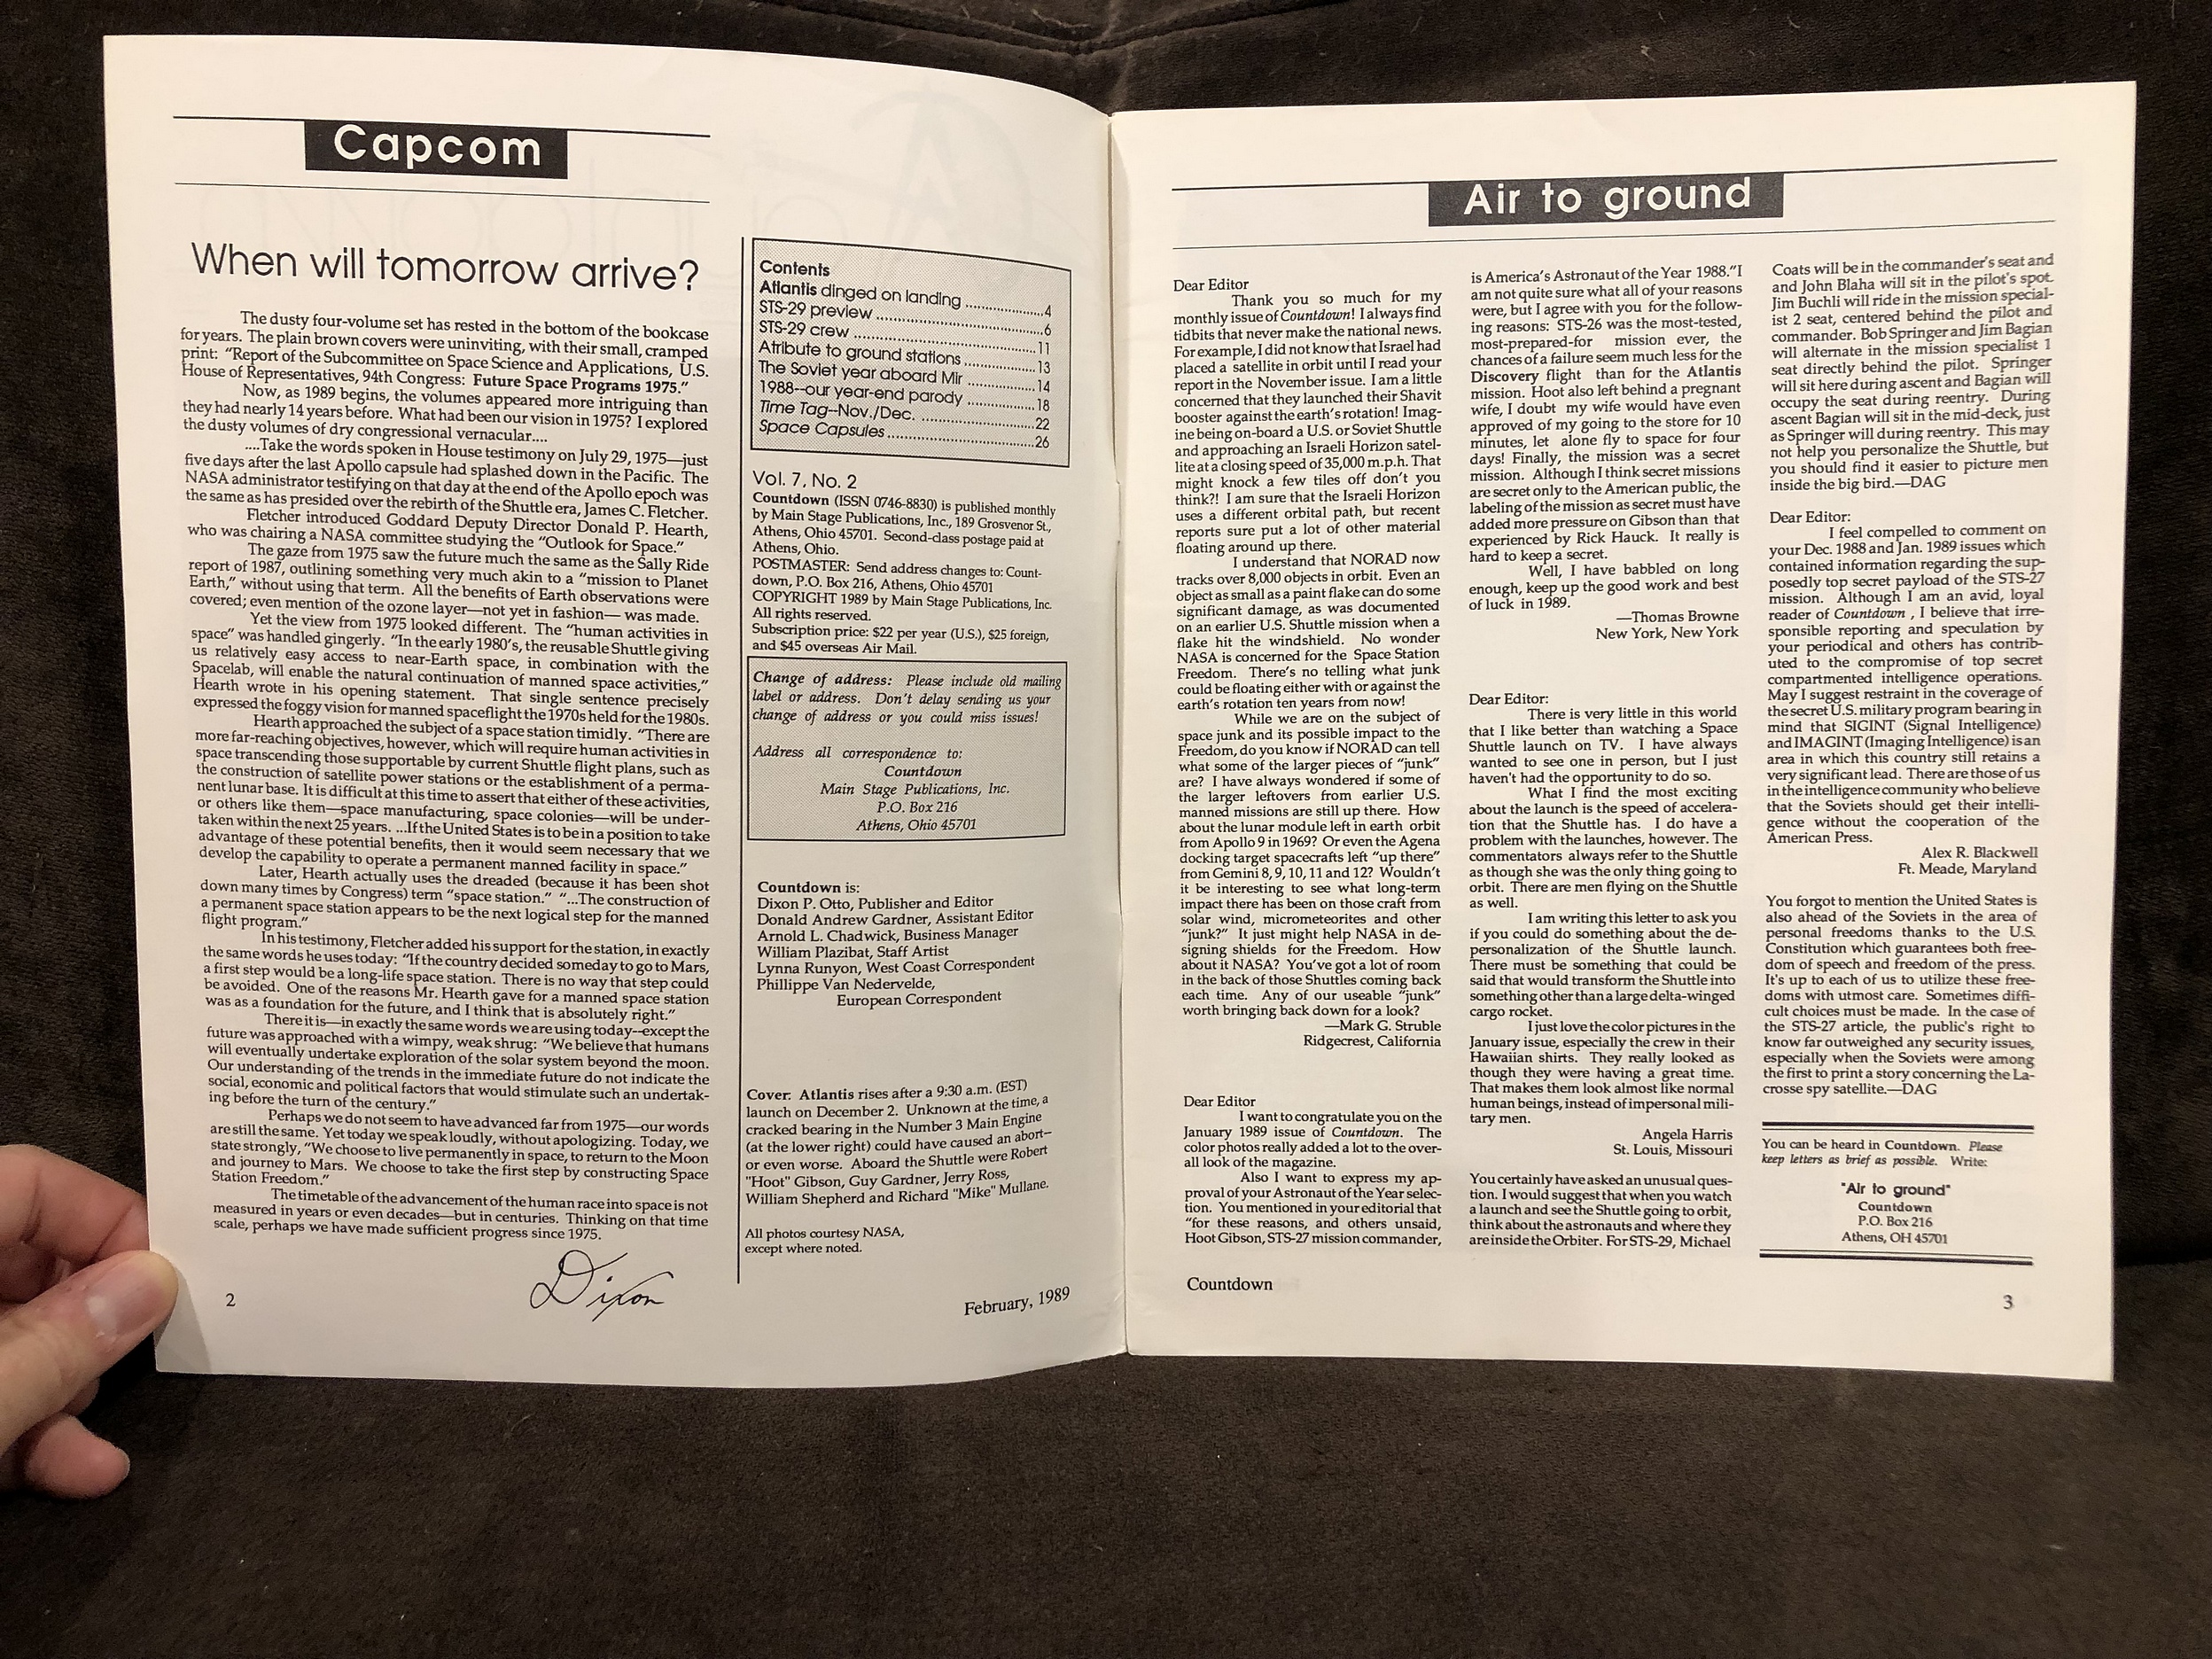 Capcom
When will tomorrow arrive?
The dusty four-volume set has rested in the bottom of the bookcase
for years. The plain brown covers were uninviting, with their small, cramped
print: "Report of the Subcommittee on Space Science and Applications, U.S.
House of Representatives, 94th Congress: Future Space Programs 1975."
Now, as 1989 begins, the volumes appeared more intriguing than
they had nearly 14 years before. What had been our vision in 1975? I explored
the dusty volumes of dry congressional vernacular....
....Take the words spoken in House testimony on July 29, 1975—just
five days after the last Apollo capsule had splashed down in the Pacific. The
NASA administrator testifying on that day at the end of the Apollo epoch was
the same as has presided over the rebirth of the Shuttle era, James C. Fletcher.
Fletcher introduced Goddard Deputy Director Donald P. Hearth,
who was chairing a NASA committee studying the "Outlook for Space."
The gaze from 1975 saw the future much the same as the Sally Ride
report of 1987, outlining something very much akin to a "mission to Planet
Earth," without using that term. All the benefits of Earth observations were
covered; even mention of the ozone layer—not yet in fashion— was made.
Yet the view from 1975 looked different. The "human activities in
space" was handled gingerly. "In the early 1980's, the reusable Shuttle giving
us relatively easy access to near-Earth space, in combination with the
Spacelab, will enable the natural continuation of manned space activities,"
Hearth wrote in his opening statement. That single sentence precisely
expressed the foggy vision for manned spaceflight the 1970s held for the 1980s.
Hearth approached the subject of a space station timidly. "There are
more far-reaching objectives, however, which will require human activities in
space transcending those supportable by current Shuttle flight plans, such as
the construction of satellite power stations or the establishment of a perma-
nent lunar base. It is difficult at this time to assert that either of these activities,
or others like them—space manufacturing, space colonies—will be under-
taken within the next 25 years. ...If the United States is to be in a position to take
advantage of these potential benefits, then it would seem necessary that we
develop the capability to operate a permanent manned facility in space."
Later, Hearth actually uses the dreaded (because it has been shot
down many times by Congress) term "space station." "...The construction of
a permanent space station appears to be the next logical step for the manned
flight program."
In his testimony, Fletcher added his support for the station, in exactly
the same words he uses today: "If the country decided someday to go to Mars,
a first step would be a long-life space station. There is no way that step could
be avoided. One of the reasons Mr. Hearth gave for a manned space station
was as a foundation for the future, and I think that is absolutely right."
There it is—in exactly the same words we are using today--except the
future was approached with a wimpy, weak shrug: "We believe that humans
will eventually undertake exploration of the solar system beyond the moon.
Our understanding of the trends in the immediate future do not indicate the
social, economic and political factors that would stimulate such an undertak-
ing before the turn of the century."
Perhaps we do not seem to have advanced far from 1975—our words
are still the same. Yet today we speak loudly, without apologizing. Today, we
state strongly, "We choose to live permanently in space, to return to the Moon
and journey to Mars. We choose to take the first step by constructing Space
Station Freedom."
The timetable of the advancement of the human race into space is not
measured in years or even decades—but in centuries. Thinking on that time
scale, perhaps we have made sufficient progress since 1975.
Dixon
2
Contents
Atlantis dinged on landing ..................4
STS-29 preview ..................................6
STS-29 crew .....................................11
Atribute to ground stations ...............13
The Soviet year aboard Mir ..............14
1988--our year-end parody ..............18
Time Tag--Nov./Dec. .......................22
Space Capsules..............................26
Vol. 7, No. 2
Countdown (ISSN 0746-8830) is published monthly
by Main Stage Publications, Inc., 189 Grosvenor St.,
Athens, Ohio 45701. Second-class postage paid at
Athens, Ohio.
POSTMASTER: Send address changes to: Count-
down, P.O. Box 216, Athens, Ohio 45701
COPYRIGHT 1989 by Main Stage Publications, Inc.
All rights reserved.
Subscription price: $22 per year (U.S.), $25 foreign,
and $45 overseas Air Mail.
Change of address: Please include old mailing
label or address. Don't delay sending us your
change of address or you could miss issues!
Address all correspondence to:
Countdown
Main Stage Publications, Inc.
P.O. Box 216
Athens, Ohio 45701
Countdown is:
Dixon P. Otto, Publisher and Editor
Donald Andrew Gardner, Assistant Editor
Arnold L. Chadwick, Business Manager
William Plazibat, Staff Artist
Lynna Runyon, West Coast Correspondent
Phillippe Van Nedervelde,
European Correspondent
Cover: Atlantis rises after a 9:30 a.m. (EST)
launch on December 2. Unknown at the time, a
cracked bearing in the Number 3 Main Engine
(at the lower right) could have caused an abort--
or even worse. Aboard the Shuttle were Robert
"Hoot" Gibson, Guy Gardner, Jerry Ross,
William Shepherd and Richard "Mike" Mullane.
All photos courtesy NASA,
except where noted.
February, 1989
Air to ground
Dear Editor
Thank you so much for my
monthly issue of Countdown! I always find
tidbits that never make the national news.
For example, I did not know that Israel had
placed a satellite in orbit until I read your
report in the November issue. I am a little
concerned that they launched their Shavit
booster against the earth's rotation! Imag-
ine being on-board a U.S. or Soviet Shuttle
and approaching an Israeli Horizon satel-
lite at a closing speed of 35,000 m.p.h. That
might knock a few tiles off don't you
think?! I am sure that the Israeli Horizon
uses a different orbital path, but recent
reports sure put a lot of other material
floating around up there.
I understand that NORAD now
tracks over 8,000 objects in orbit. Even an
object as small as a paint flake can do some
significant damage, as was documented
on an earlier U.S. Shuttle mission when a
flake hit the windshield. No wonder
NASA is concerned for the Space Station
Freedom. There's no telling what junk
could be floating either with or against the
earth's rotation ten years from now!
While we are on the subject of
space junk and its possible impact to the
Freedom, do you know if NORAD can tell
what some of the larger pieces of "junk"
are? I have always wondered if some of
the larger leftovers from earlier U.S.
manned missions are still up there. How
about the lunar module left in earth orbit
from Apollo 9 in 1969? Or even the Agena
docking target spacecrafts left "up there"
from Gemini 8, 9, 10, 11 and 12? Wouldn't
it be interesting to see what long-term
impact there has been on those craft from
solar wind, micrometeorites and other
"junk?" It just might help NASA in de-
signing shields for the Freedom. How
about it NASA? You've got a lot of room
in the back of those Shuttles coming back
each time. Any of our useable "junk"
worth bringing back down for a look?
—Mark G. Struble
Ridgecrest, California
Dear Editor
I want to congratulate you on the
January 1989 issue of Countdown. The
color photos really added a lot to the over-
all look of the magazine.
Also I want to express my ap-
proval of your Astronaut of the Year selec-
tion. You mentioned in your editorial that
"for these reasons, and others unsaid,
Hoot Gibson, STS-27 mission commander,
is America's Astronaut of the Year 1988."I
am not quite sure what all of your reasons
were, but I agree with you for the follow-
ing reasons: STS-26 was the most-tested,
most-prepared-for mission ever, the
chances of a failure seem much less for the
Discovery flight than for the Atlantis
mission. Hoot also left behind a pregnant
wife, I doubt my wife would have even
approved of my going to the store for 10
minutes, let alone fly to space for four
days! Finally, the mission was a secret
mission. Although I think secret missions
are secret only to the American public, the
labeling of the mission as secret must have
added more pressure on Gibson than that
experienced by Rick Hauck. It really is
hard to keep a secret.
Well, I have babbled on long
enough, keep up the good work and best
of luck in 1989.
—Thomas Browne
New York, New York
Dear Editor:
There is very little in this world
that I like better than watching a Space
Shuttle launch on TV. I have always
wanted to see one in person, but I just
haven't had the opportunity to do so.
What I find the most exciting
about the launch is the speed of accelera-
tion that the Shuttle has. I do have a
problem with the launches, however. The
commentators always refer to the Shuttle
as though she was the only thing going to
orbit. There are men flying on the Shuttle
as well.
I am writing this letter to ask you
if you could do something about the de-
personalization of the Shuttle launch.
There must be something that could be
said that would transform the Shuttle into
something other than a large delta-winged
cargo rocket.
I just love the color pictures in the
January issue, especially the crew in their
Hawaiian shirts. They really looked as
though they were having a great time.
That makes them look almost like normal
human beings, instead of impersonal mili-
tary men.
Angela Harris
St. Louis, Missouri
You certainly have asked an unusual ques-
tion. I would suggest that when you watch
a launch and see the Shuttle going to orbit,
think about the astronauts and where they
are inside the Orbiter. For STS-29, Michael
Coats will be in the commander's seat and
and John Blaha will sit in the pilot's spot.
Jim Buchli will ride in the mission special-
ist 2 seat, centered behind the pilot and
commander. Bob Springer and Jim Bagian
will alternate in the mission specialist 1
seat directly behind the pilot. Springer
will sit here during ascent and Bagian will
occupy the seat during reentry. During
ascent Bagian will sit in the mid-deck, just
as Springer will during reentry. This may
not help you personalize the Shuttle, but
you should find it easier to picture men
inside the big bird.—DAG
Dear Editor:
I feel compelled to comment on
your Dec. 1988 and Jan. 1989 issues which
contained information regarding the sup-
posedly top secret payload of the STS-27
mission. Although I am an avid, loyal
reader of Countdown , I believe that irre-
sponsible reporting and speculation by
your periodical and others has contrib-
uted to the compromise of top secret
compartmented intelligence operations.
May I suggest restraint in the coverage of
the secret U.S. military program bearing in
mind that SIGINT (Signal Intelligence)
and IMAGINT (Imaging Intelligence) is an
area in which this country still retains a
very significant lead. There are those of us
in the intelligence community who believe
that the Soviets should get their intelli-
gence without the cooperation of the
American Press.
Alex R. Blackwell
Ft. Meade, Maryland
You forgot to mention the United States is
also ahead of the Soviets in the area of
personal freedoms thanks to the U.S.
Constitution which guarantees both free-
dom of speech and freedom of the press.
It's up to each of us to utilize these free-
doms with utmost care. Sometimes diffi-
cult choices must be made. In the case of
the STS-27 article, the public's right to
know far outweighed any security issues,
especially when the Soviets were among
the first to print a story concerning the La-
crosse spy satellite.—DAG
You can be heard in Countdown. Please
keep letters as brief as possible. Write:
"Air to ground"
Countdown
P.O. Box 216
Athens, OH 45701
Countdown
3